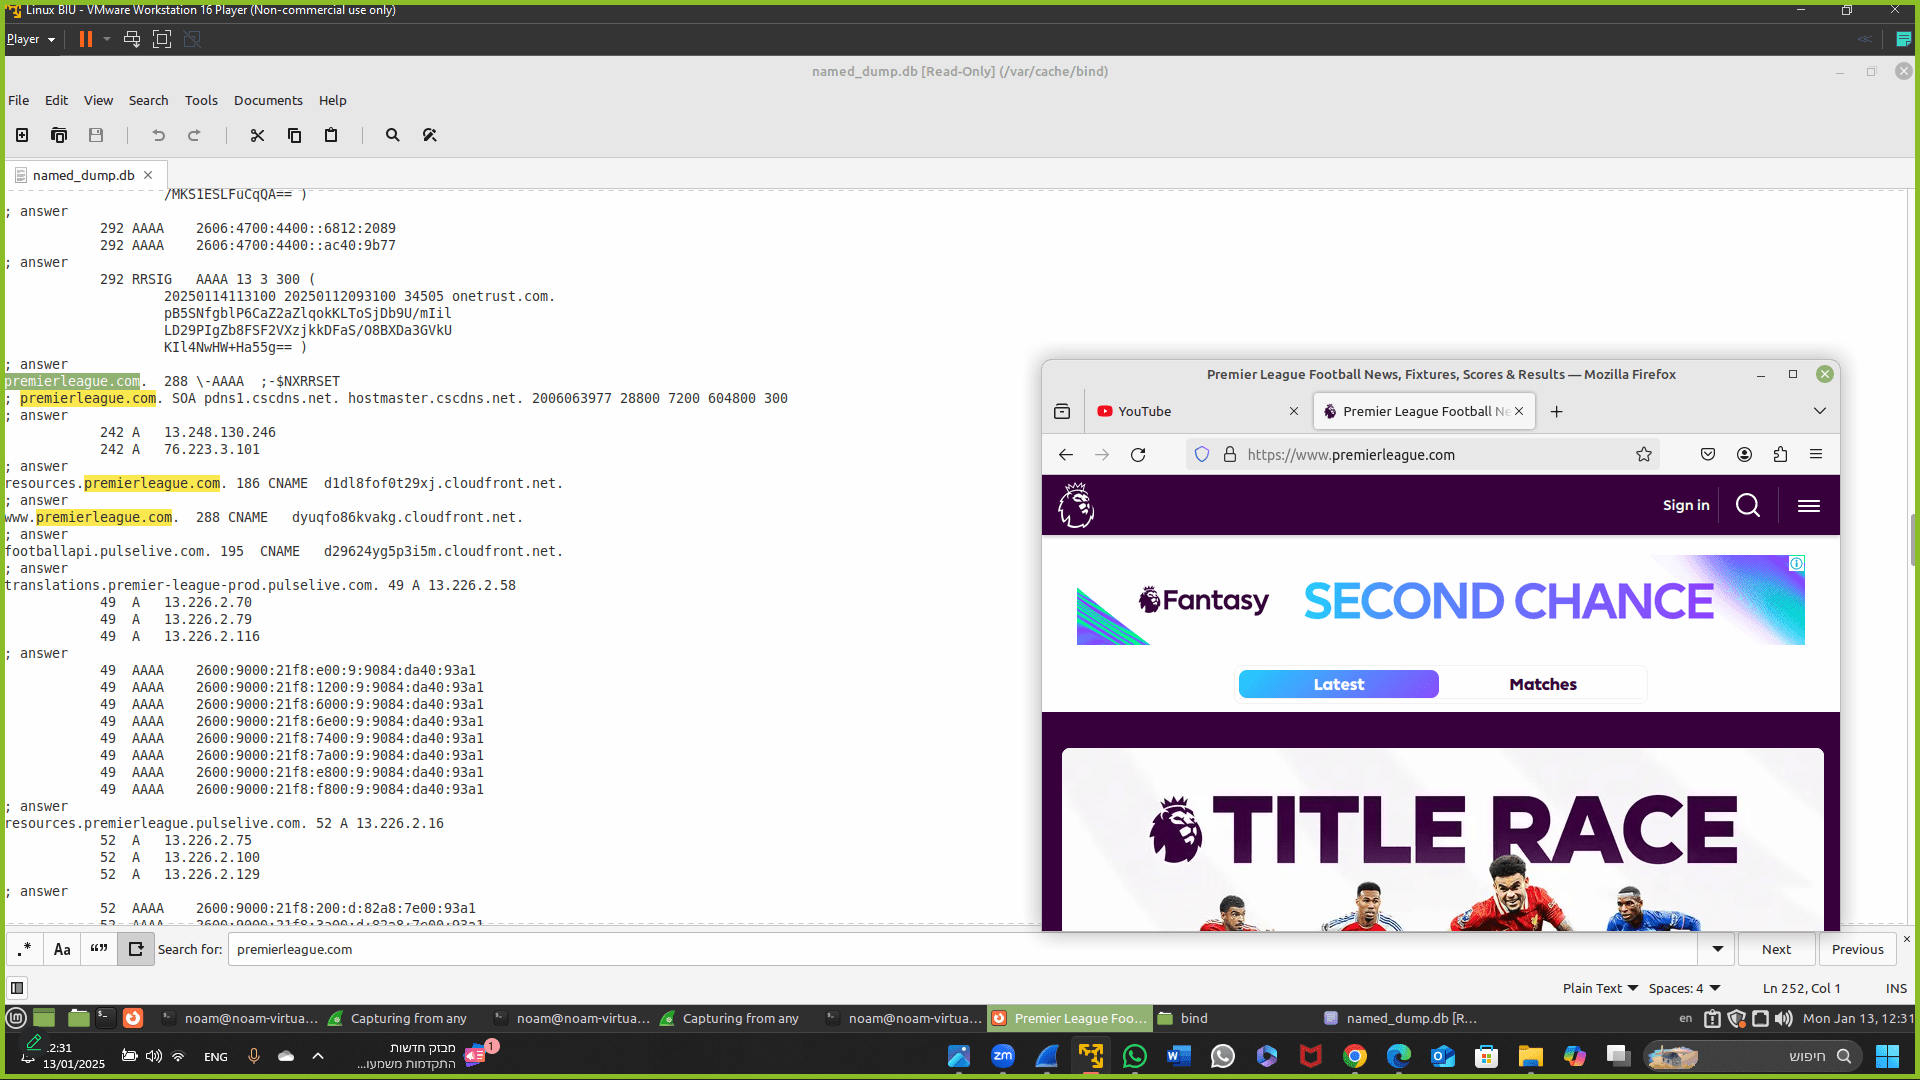 Linux BIU - VMware Workstation 16 Player (Non-commercial use only)
Player
named_dump.db [Read-Only] (/var/cache/bind)
File Edit View Search Tools Documents Help
named_dump.db
/MKS1ESLFuCqQA== )
; answer
292 AAAA 2606:4700:4400::6812:2089
292 AAAA 2606:4700:4400::ac40:9b77
; answer
292 RRSIG AAAA 13 3 300 (
20250114113100 20250112093100 34505 onetrust.com.
pB5SNfgblP6CaZ2aZlqokKLToSjDb9U/mIil
LD29PIgZb8FSF2VXzjkkDFaS/O8BXDa3GVkU
KIl4NwHW+Ha55g== )
; answer
premierleague.com. 288 \-AAAA ;-$NXRRSET
; premierleague.com. SOA pdns1.cscdns.net. hostmaster.cscdns.net. 2006063977 28800 7200 604800 300
; answer
242 A 13.248.130.246
242 A 76.223.3.101
; answer
resources.premierleague.com. 186 CNAME d1dl8fof0t29xj.cloudfront.net.
; answer
www.premierleague.com. 288 CNAME dyuqfo86kvakg.cloudfront.net.
; answer
footballapi.pulselive.com. 195 CNAME d29624yg5p3i5m.cloudfront.net.
; answer
translations.premier-league-prod.pulselive.com. 49 A 13.226.2.58
49 A 13.226.2.70
49 A 13.226.2.79
49 A 13.226.2.116
; answer
49 AAAA 2600:9000:21f8:e00:9:9084:da40:93a1
49 AAAA 2600:9000:21f8:1200:9:9084:da40:93a1
49 AAAA 2600:9000:21f8:6000:9:9084:da40:93a1
49 AAAA 2600:9000:21f8:6e00:9:9084:da40:93a1
49 AAAA 2600:9000:21f8:7400:9:9084:da40:93a1
49 AAAA 2600:9000:21f8:7a00:9:9084:da40:93a1
49 AAAA 2600:9000:21f8:e800:9:9084:da40:93a1
49 AAAA 2600:9000:21f8:f800:9:9084:da40:93a1
; answer
resources.premierleague.pulselive.com. 52 A 13.226.2.16
52 A 13.226.2.75
52 A 13.226.2.100
52 A 13.226.2.129
; answer
52 AAAA 2600:9000:21f8:200:d:82a8:7e00:93a1
Premier League Football News, Fixtures, Scores & Results — Mozilla Firefox
YouTube
Premier League Football Ne
https://www.premierleague.com
Sign in
Fantasy SECOND CHANCE
Latest Matches
TITLE RACE
.* Aa “” Search for: premierleague.com Next Previous
Plain Text Spaces: 4 Ln 252, Col 1 INS
noam@noam-virtua... Capturing from any noam@noam-virtua... Capturing from any noam@noam-virtua... Premier League Foo... bind named_dump.db [R... en Mon Jan 13, 12:31
12:31
13/01/2025
ENG
מבזק חדשות
התקדמות משמעו...
1
zm
חיפוש